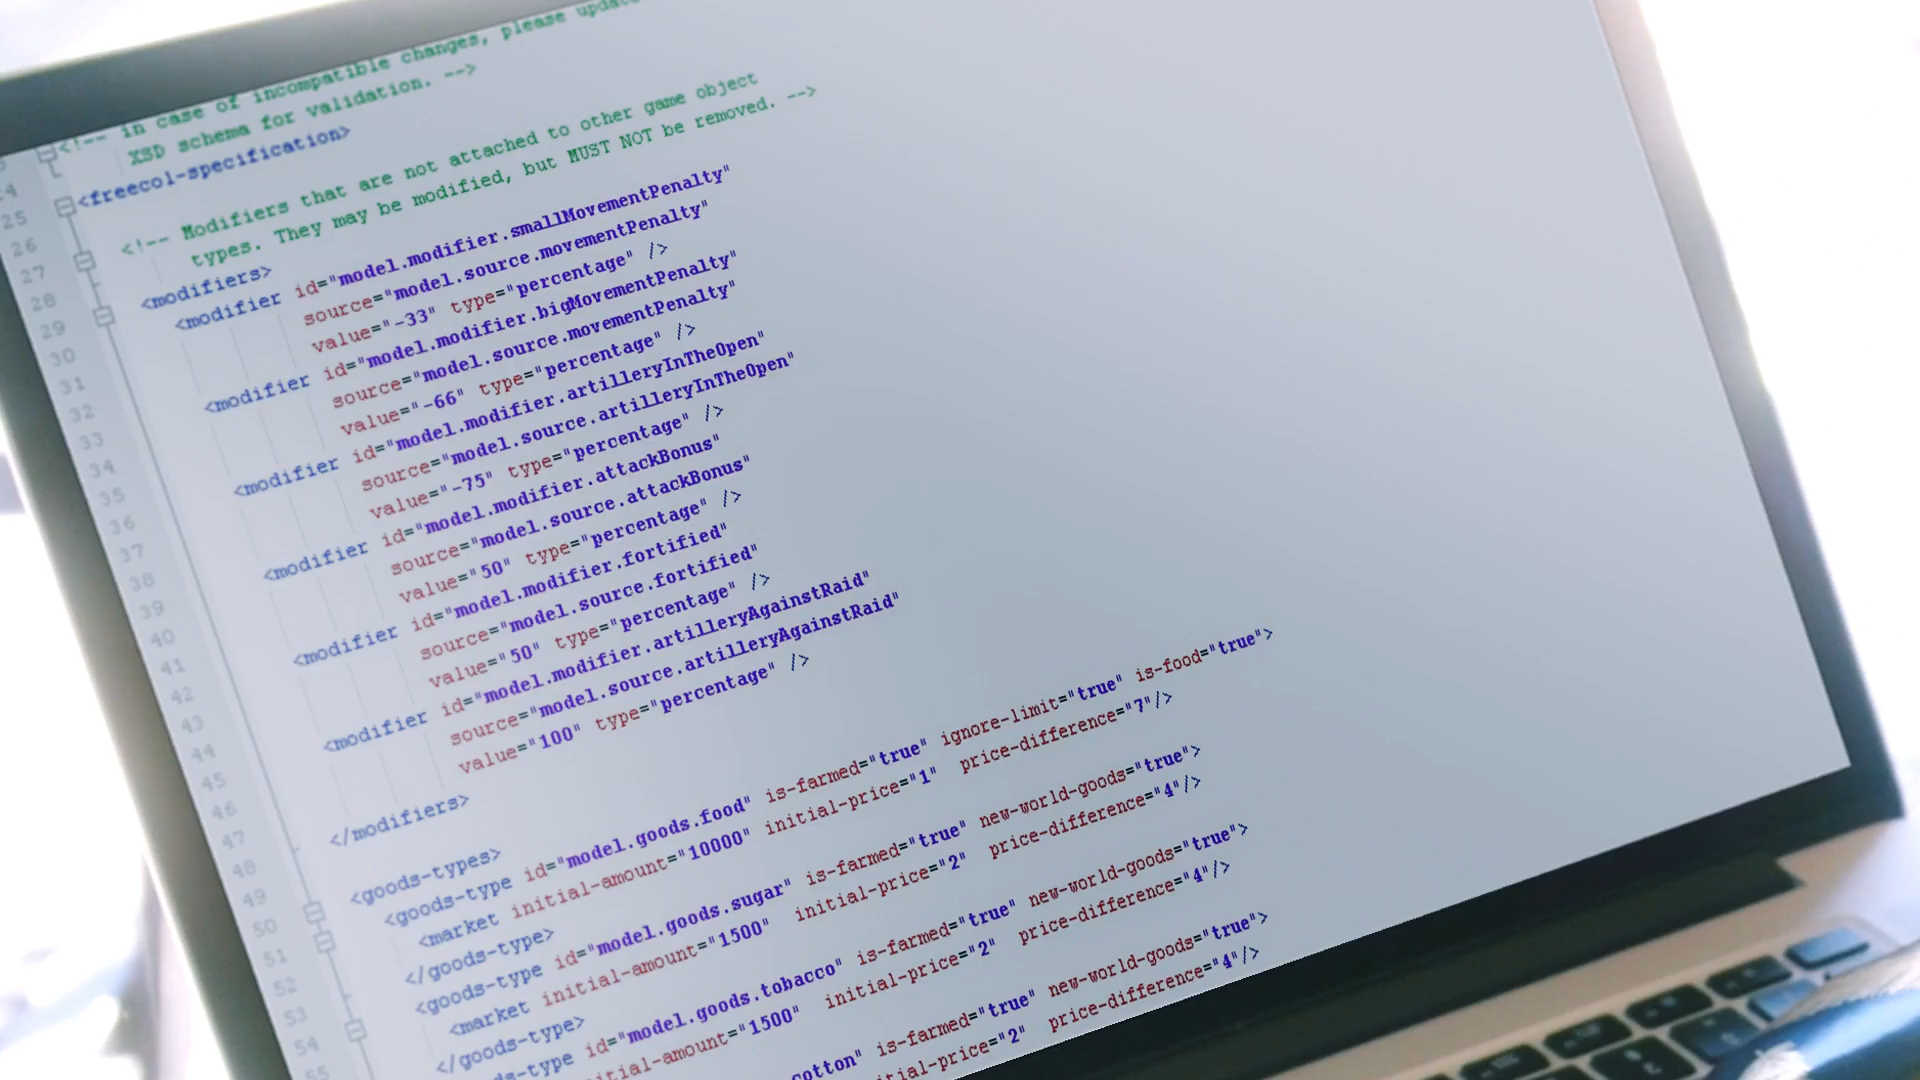 <!-- in case of incompatible changes, please update
XSD schema for validation. -->
<freecol-specification>
<!-- Modifiers that are not attached to other game object
types. They may be modified, but MUST NOT be removed. -->
<modifiers>
<modifier id="model.modifier.smallMovementPenalty"
source="model.source.movementPenalty"
value="-33" type="percentage" />
<modifier id="model.modifier.bigMovementPenalty"
source="model.source.movementPenalty"
value="-66" type="percentage" />
<modifier id="model.modifier.artilleryInTheOpen"
source="model.source.artilleryInTheOpen"
value="-75" type="percentage" />
<modifier id="model.modifier.attackBonus"
source="model.source.attackBonus"
value="50" type="percentage" />
<modifier id="model.modifier.fortified"
source="model.source.fortified"
value="50" type="percentage" />
<modifier id="model.modifier.artilleryAgainstRaid"
source="model.source.artilleryAgainstRaid"
value="100" type="percentage" />
</modifiers>
<goods-types>
<goods-type id="model.goods.food" is-farmed="true" ignore-limit="true" is-food="true">
<market initial-amount="10000" initial-price="1" price-difference="7"/>
</goods-type>
<goods-type id="model.goods.sugar" is-farmed="true" new-world-goods="true">
<market initial-amount="1500" initial-price="2" price-difference="4"/>
</goods-type>
ds-type id="model.goods.tobacco" is-farmed="true" new-world-goods="true">
itial-amount="1500" initial-price="2" price-difference="4"/>
cotton" is-farmed="true" new-world-goods="true">
tial-price="2" price-difference="4"/>